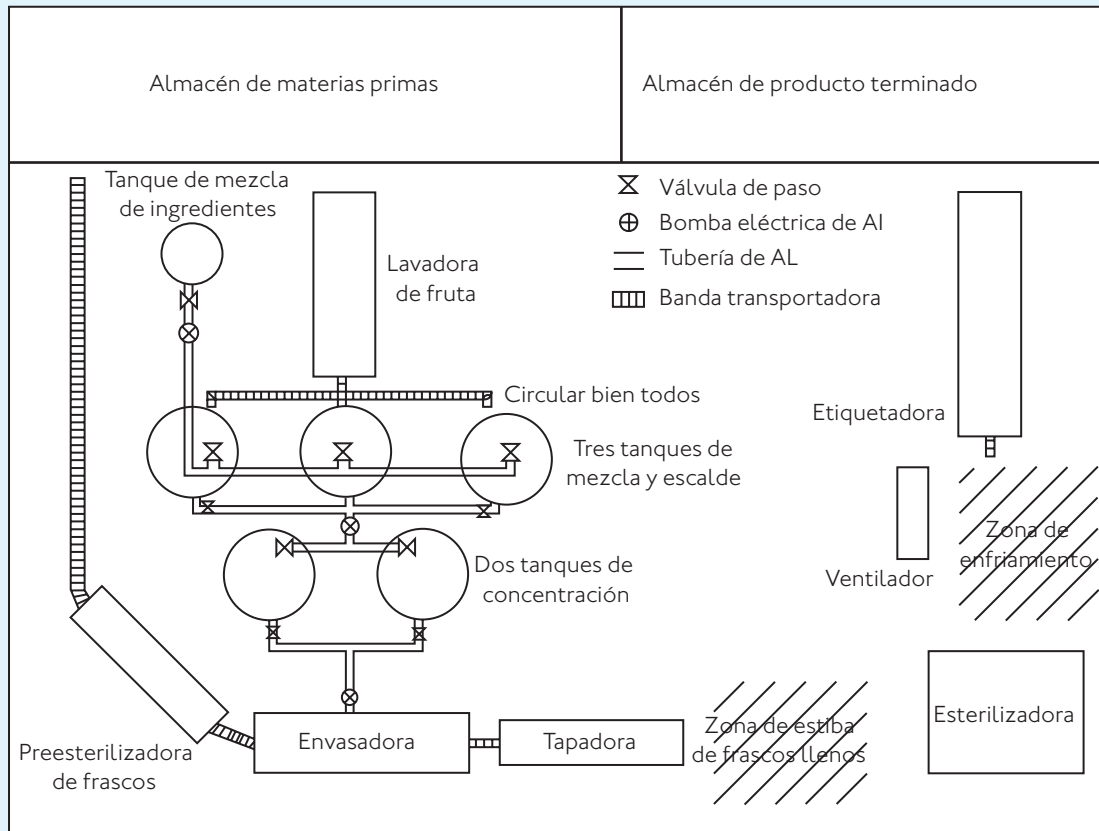 Almacén de materias primas
Almacén de producto terminado
Tanque de mezcla
de ingredientes
Lavadora
de fruta
Válvula de paso
Bomba eléctrica de AI
Tubería de AL
Banda transportadora
Circular bien todos
Tres tanques de
mezcla y escalde
Etiquetadora
Dos tanques de
concentración
Ventilador
Zona de
enfriamiento
Preesterilizadora
de frascos
Envasadora
Tapadora
Zona de estiba
de frascos llenos
Esterilizadora